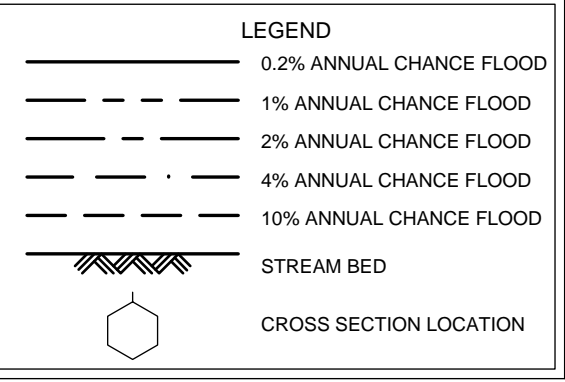 LEGEND
0.2% ANNUAL CHANCE FLOOD
1% ANNUAL CHANCE FLOOD
2% ANNUAL CHANCE FLOOD
4% ANNUAL CHANCE FLOOD
10% ANNUAL CHANCE FLOOD
STREAM BED
CROSS SECTION LOCATION